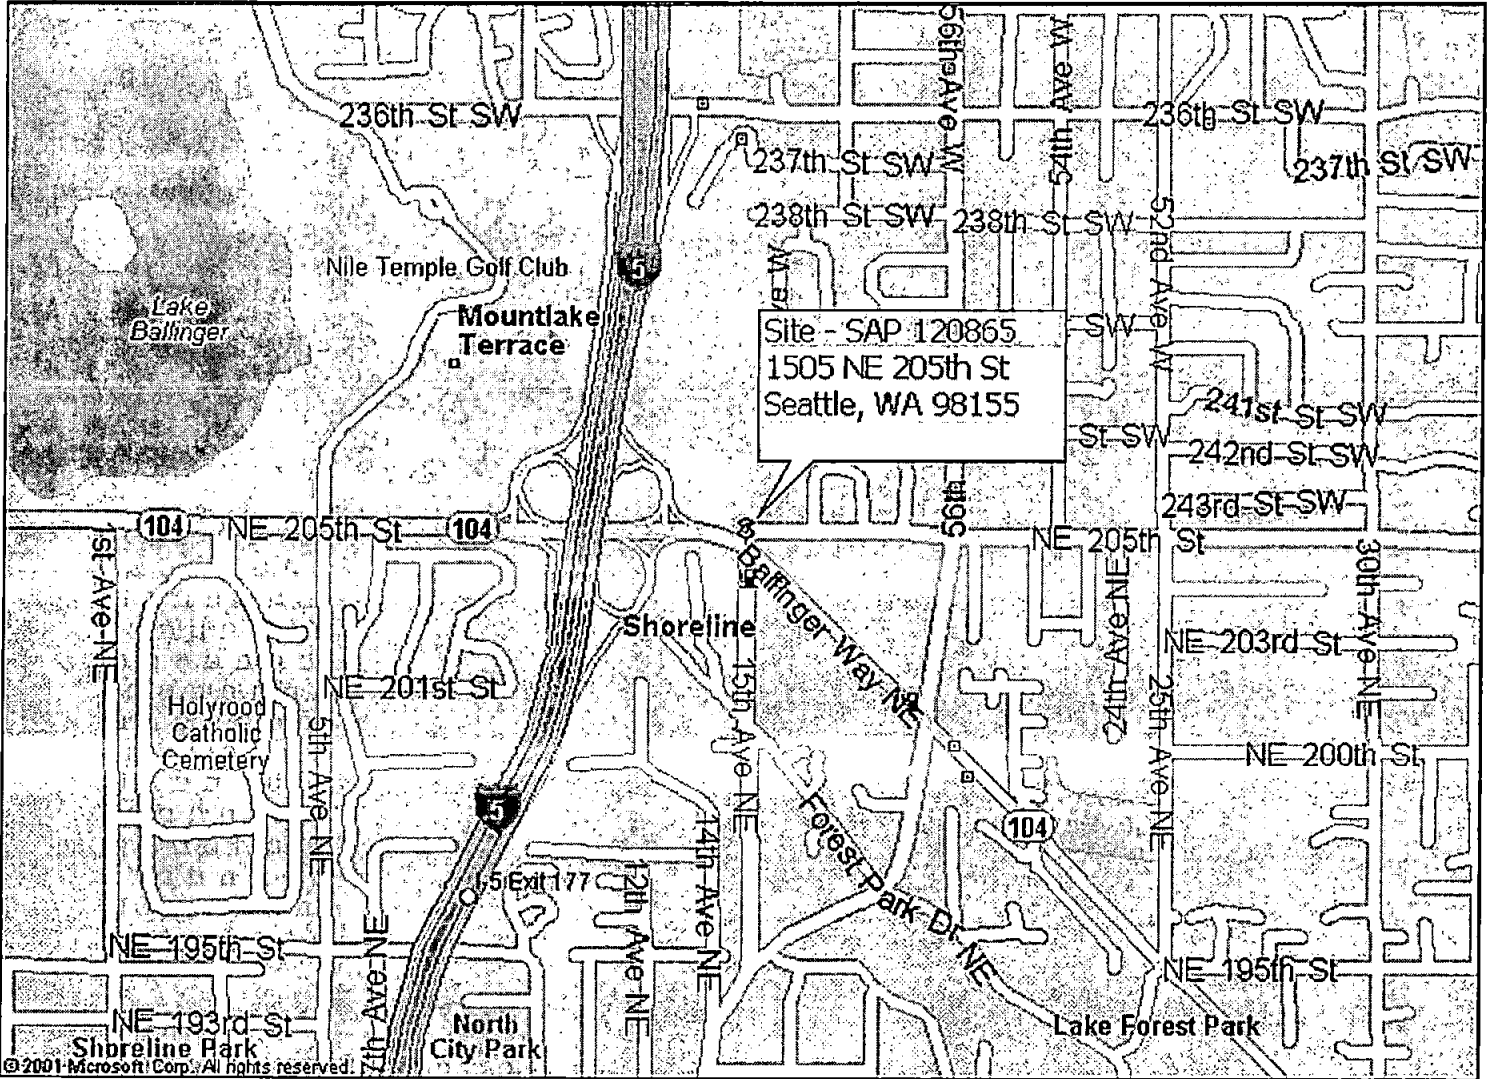 56th Ave W
54th Ave W
236th St SW
236th St SW
237th St SW
237th St SW
238th St SW
238th St SW
52nd Ave W
5
Nile Temple Golf Club
ve W
Lake
Ballinger
Mountlake
Terrace
Site - SAP 120865
1505 NE 205th St
Seattle, WA 98155
SW
241st St SW
St SW
242nd St SW
243rd St SW
56th
104
NE 205th St
104
NE 205th St
1st Ave NE
Ballinger Way NE
30th Ave NE
24th Ave NE
Shoreline
NE 203rd St
NE 201st St
15th Ave NE
25th Ave NE
Holyrood
Catholic
Cemetery
5th Ave NE
NE 200th St
5
Forest Park Dr NE
104
14th Ave NE
I-5 Exit 177
12th Ave NE
7th Ave NE
NE 195th St
NE 195th St
NE 193rd St
North
City Park
Lake Forest Park
Shoreline Park
© 2001 Microsoft Corp. All rights reserved.